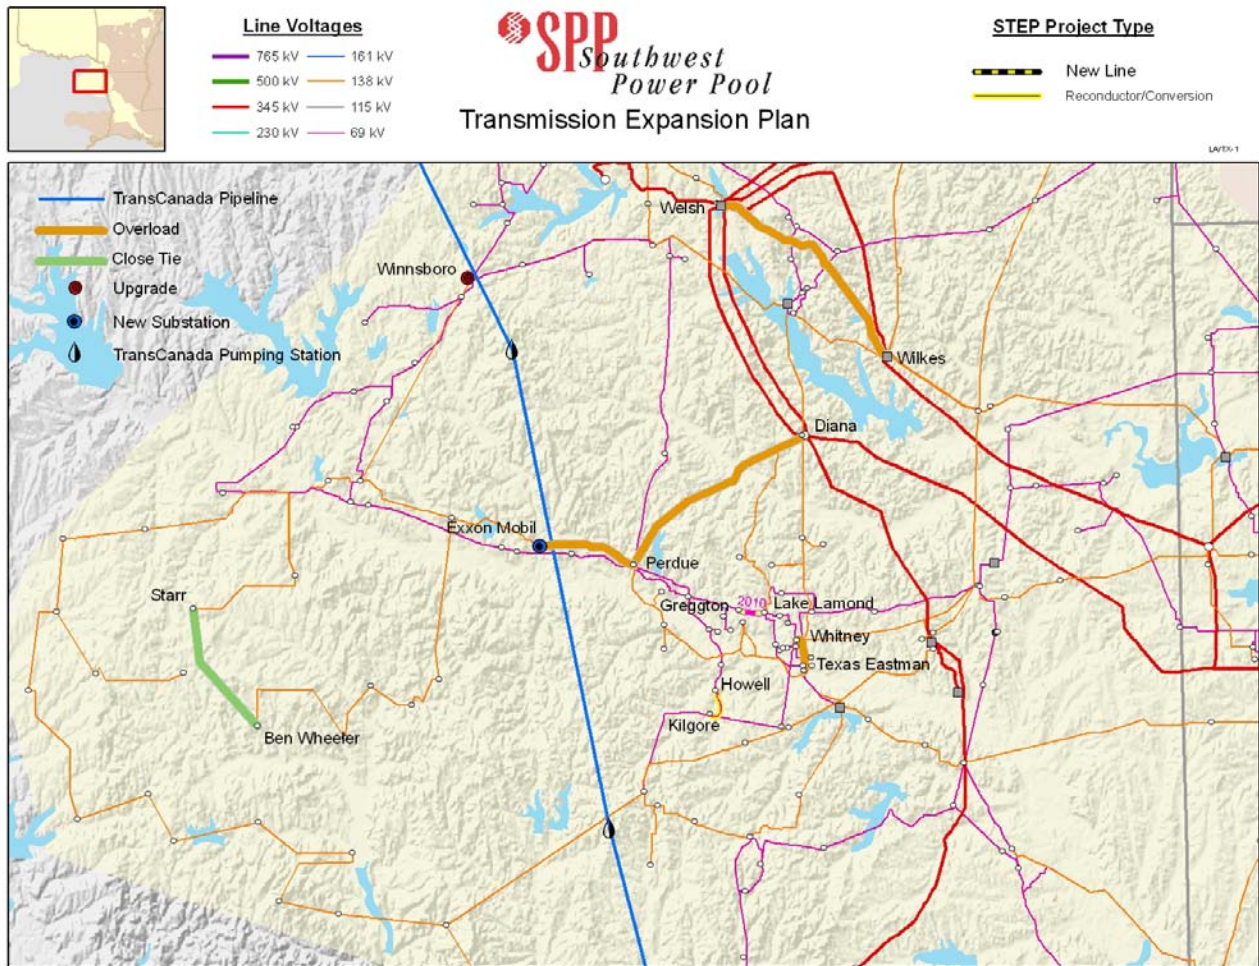 Line Voltages
765 kV
161 kV
500 kV
138 kV
345 kV
115 kV
230 kV
69 kV
SPP Southwest
Power Pool
Transmission Expansion Plan
STEP Project Type
New Line
Reconductor/Conversion
LA/TX-1
TransCanada Pipeline
Overload
Close Tie
Upgrade
New Substation
TransCanada Pumping Station
Welsh
Winnsboro
Wilkes
Diana
Exxon Mobil
Perdue
Starr
Greggton
2010
Lake Lamond
Whitney
Texas Eastman
Howell
Kilgore
Ben Wheeler